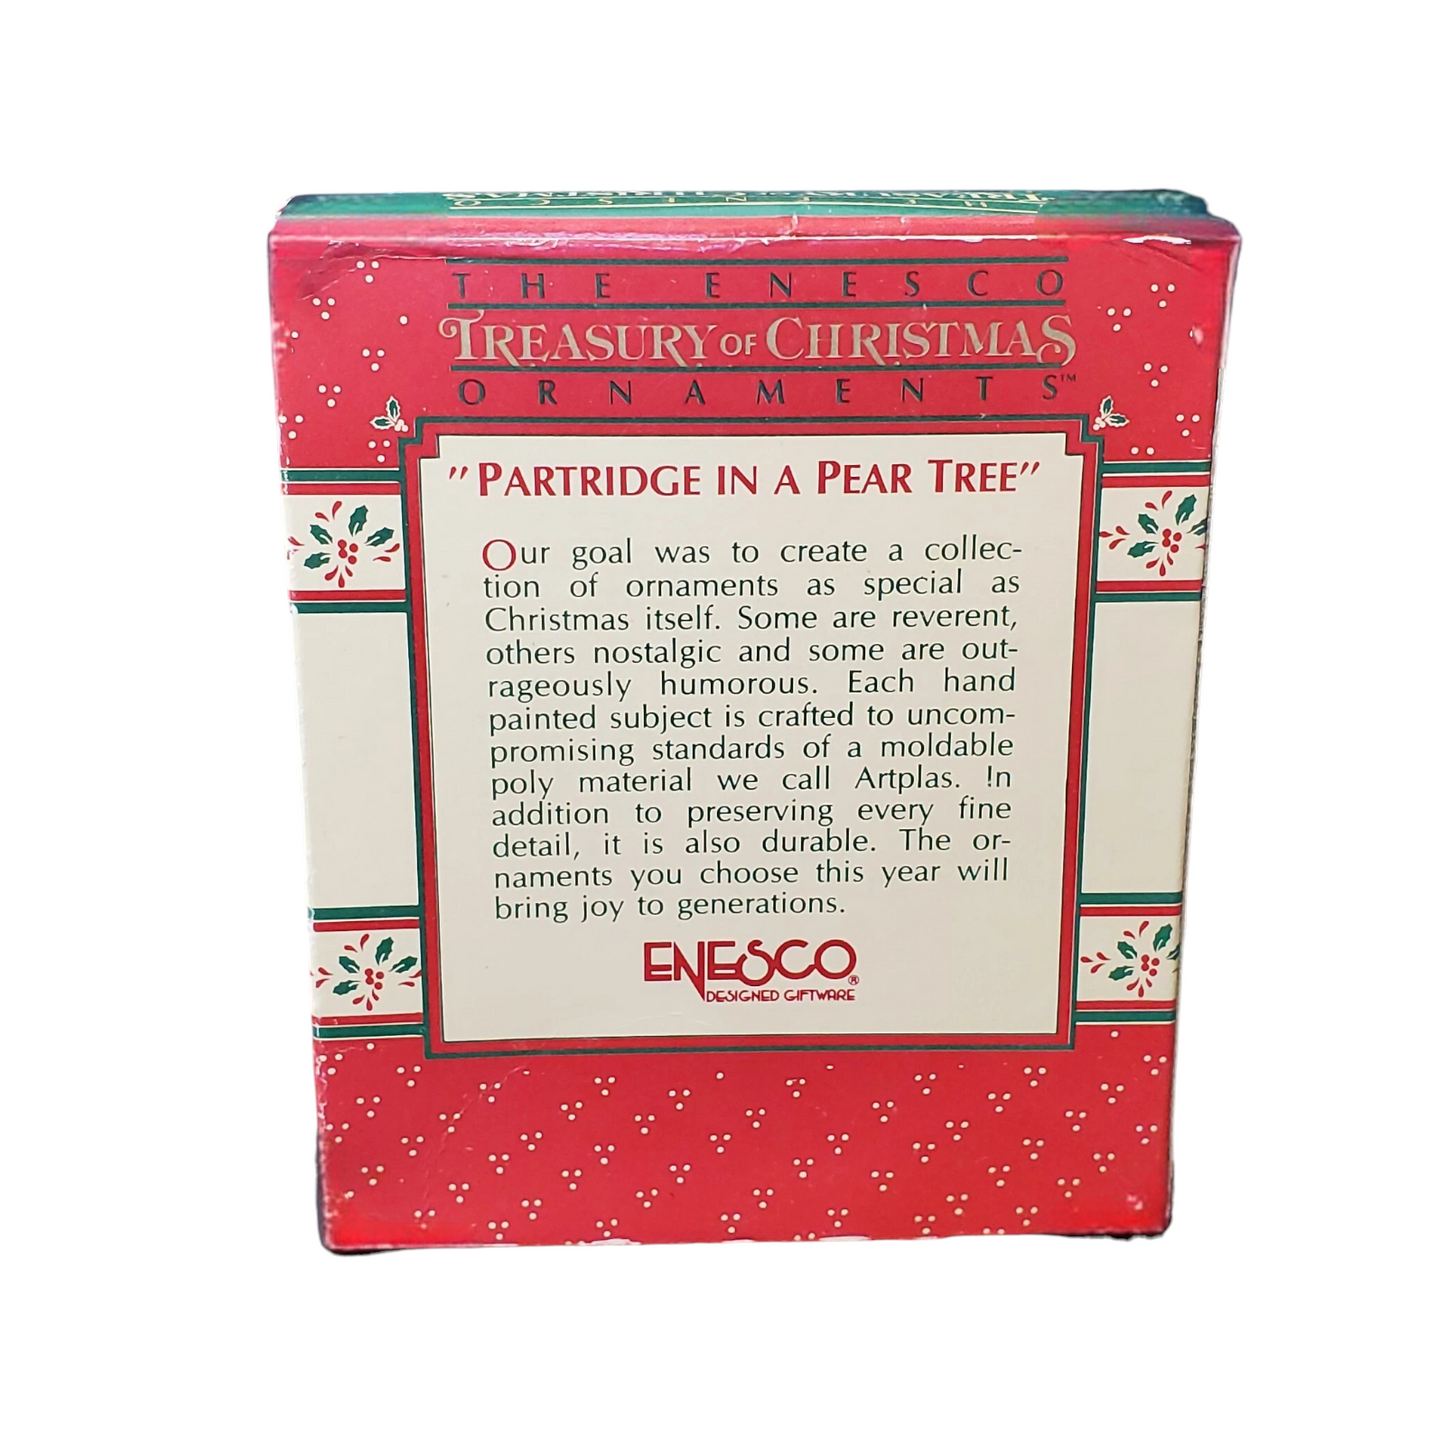 THE ENESCO
TREASURY OF CHRISTMAS
ORNAMENTS™
"PARTRIDGE IN A PEAR TREE"
Our goal was to create a collec-
tion of ornaments as special as
Christmas itself. Some are reverent,
others nostalgic and some are out-
rageously humorous. Each hand
painted subject is crafted to uncom-
promising standards of a moldable
poly material we call Artplas. In
addition to preserving every fine
detail, it is also durable. The or-
naments you choose this year will
bring joy to generations.
ENESCO®
DESIGNED GIFTWARE